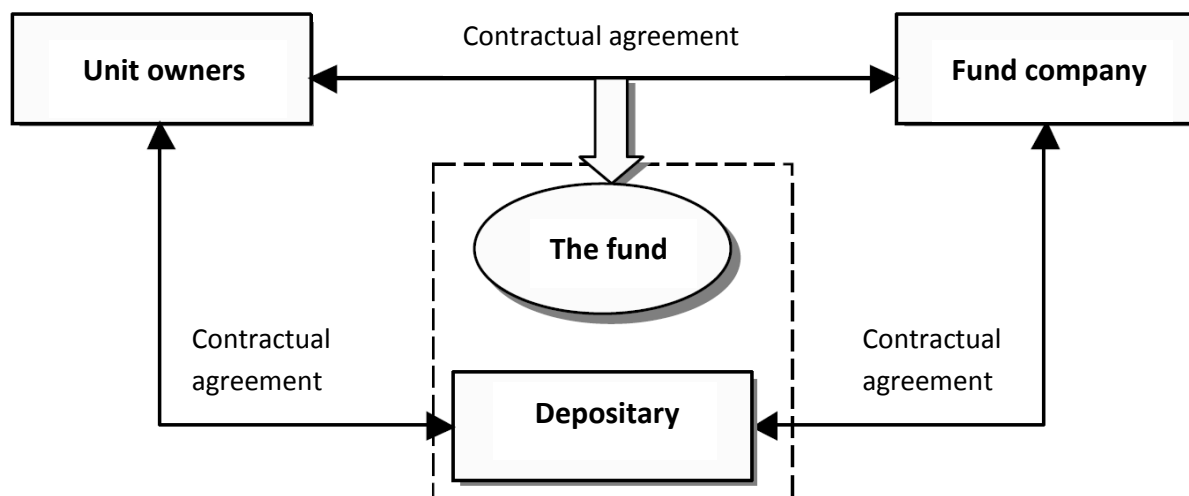 Contractual agreement
Unit owners
Fund company
The fund
Contractual
agreement
Contractual
agreement
Depositary